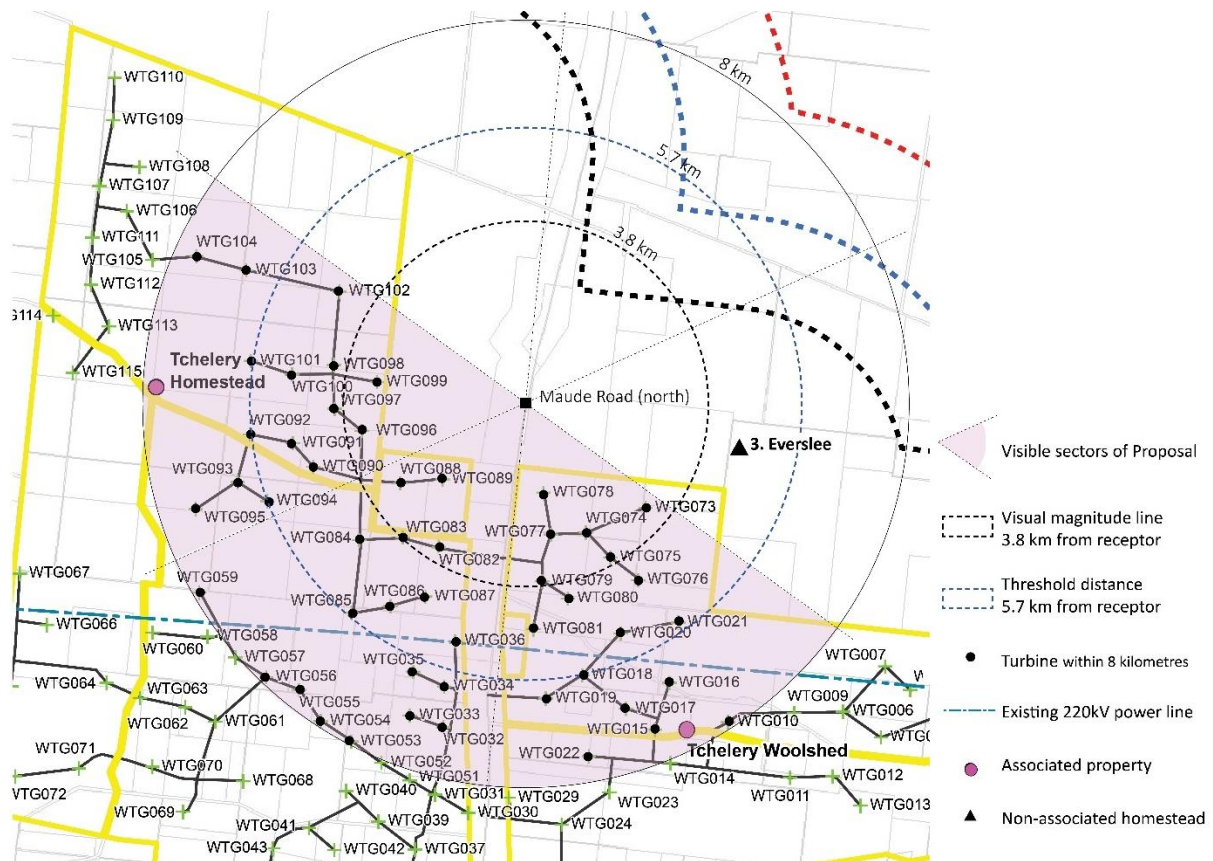 WTG110
WTG109
WTG108
WTG107
WTG106
WTG111
WTG105
WTG112
WTG113
G114
WTG115
8 km
5.7 km
3.8 km
WTG104
WTG103
WTG102
Tchelery
Homestead
WTG101
WTG098
WTG100
WTG099
WTG097
WTG096
WTG092
WTG091
WTG090
WTG093
WTG094
WTG095
WTG088
WTG089
Maude Road (north)
3. Everslee
WTG078
WTG073
WTG074
WTG077
WTG075
WTG076
WTG079
WTG080
WTG081
WTG083
WTG082
WTG084
WTG085
WTG086
WTG087
WTG059
WTG067
WTG066
WTG060
WTG058
WTG057
WTG056
WTG055
WTG054
WTG053
WTG052
WTG051
WTG036
WTG035
WTG034
WTG033
WTG032
WTG020
WTG021
WTG018
WTG019
WTG017
WTG016
WTG015
WTG022
Tchelery Woolshed
WTG007
WTG009
WTG006
WTG010
WTG014
WTG012
WTG011
WTG013
WTG064
WTG063
WTG062
WTG061
WTG071
WTG070
WTG072
WTG068
WTG069
WTG040
WTG041
WTG039
WTG043
WTG042
WTG037
WTG031
WTG030
WTG029
WTG023
WTG024
Visible sectors of Proposal
Visual magnitude line
3.8 km from receptor
Threshold distance
5.7 km from receptor
Turbine within 8 kilometres
Existing 220kV power line
Associated property
Non-associated homestead